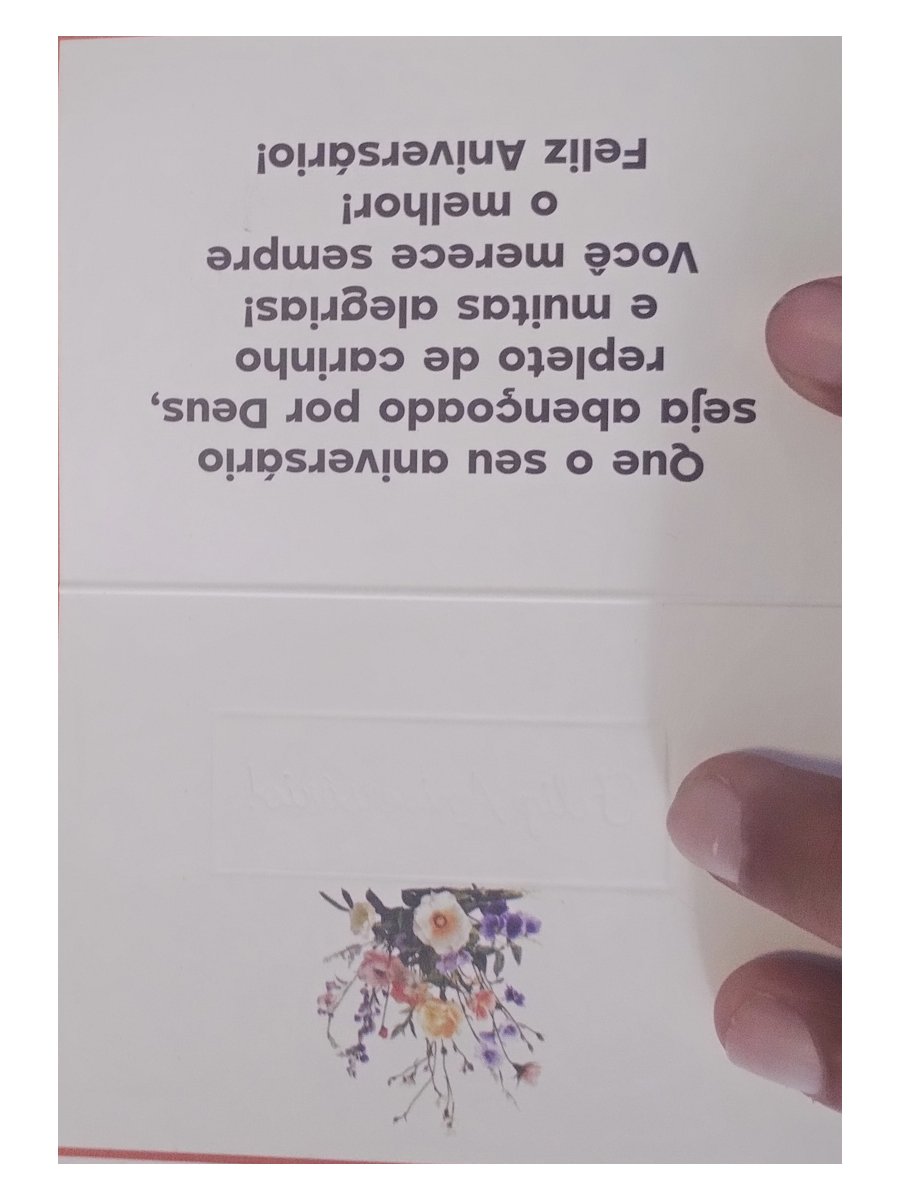 Que o seu aniversário
seja abençoado por Deus,
repleto de carinho
e muitas alegrias!
Você merece sempre
o melhor!
Feliz Aniversário!